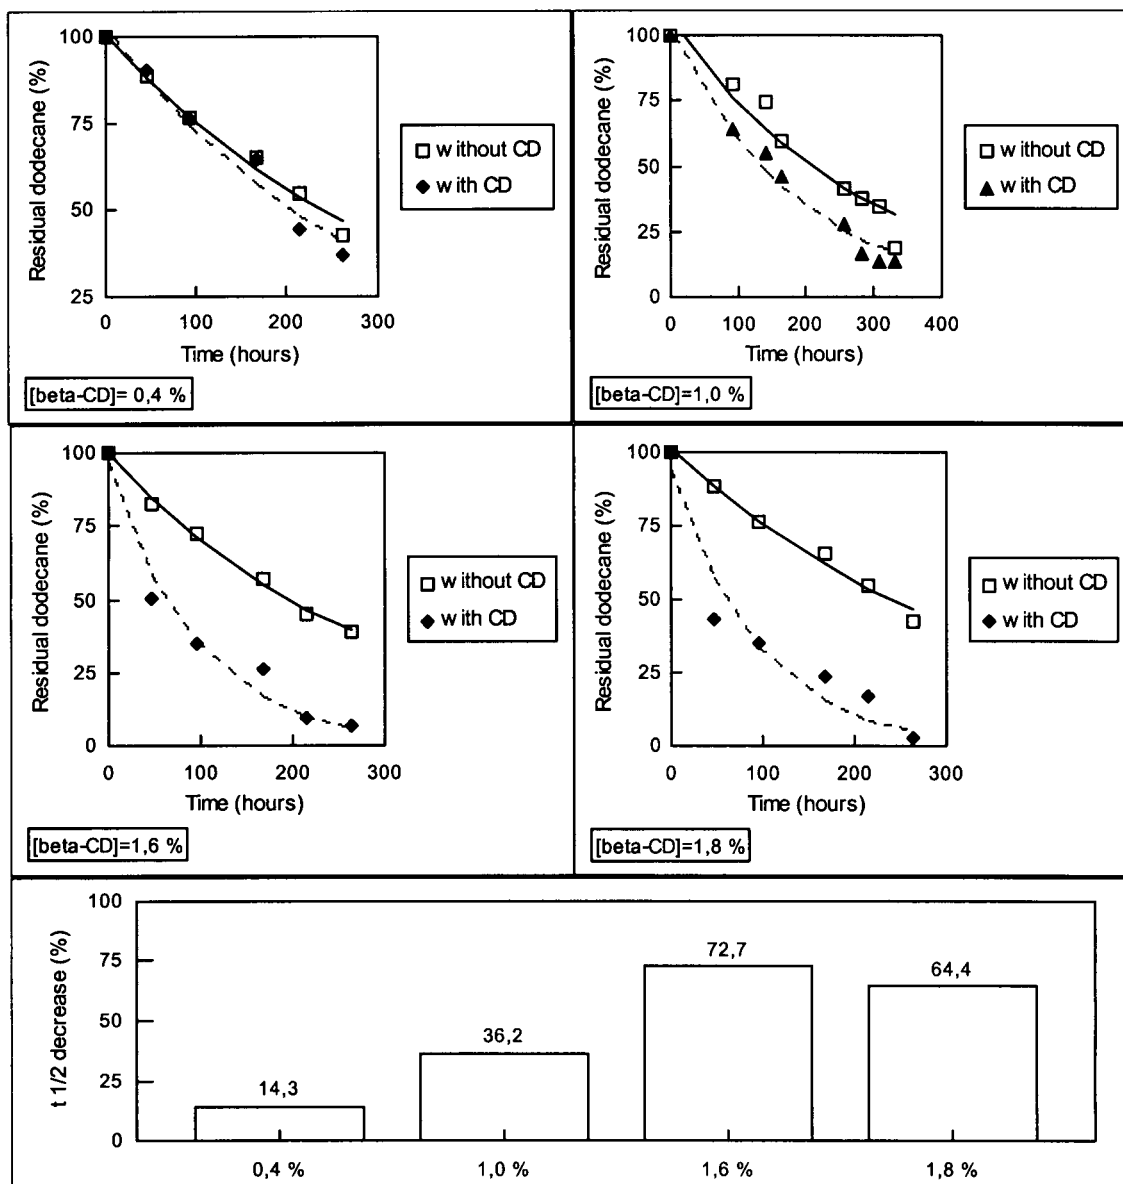 100
75
50
25
Residual dodecane (%)
0 100 200 300
Time (hours)
w ithout CD
w ith CD
[beta-CD]= 0,4 %
100
75
50
25
0
Residual dodecane (%)
0 100 200 300 400
Time (hours)
w ithout CD
w ith CD
[beta-CD]=1,0 %
100
75
50
25
0
Residual dodecane (%)
0 100 200 300
Time (hours)
w ithout CD
w ith CD
[beta-CD]=1,6 %
100
75
50
25
0
Residual dodecane (%)
0 100 200 300
Time (hours)
w ithout CD
w ith CD
[beta-CD]=1,8 %
100
75
50
25
0
t 1/2 decrease (%)
14,3
36,2
72,7
64,4
0,4 % 1,0 % 1,6 % 1,8 %